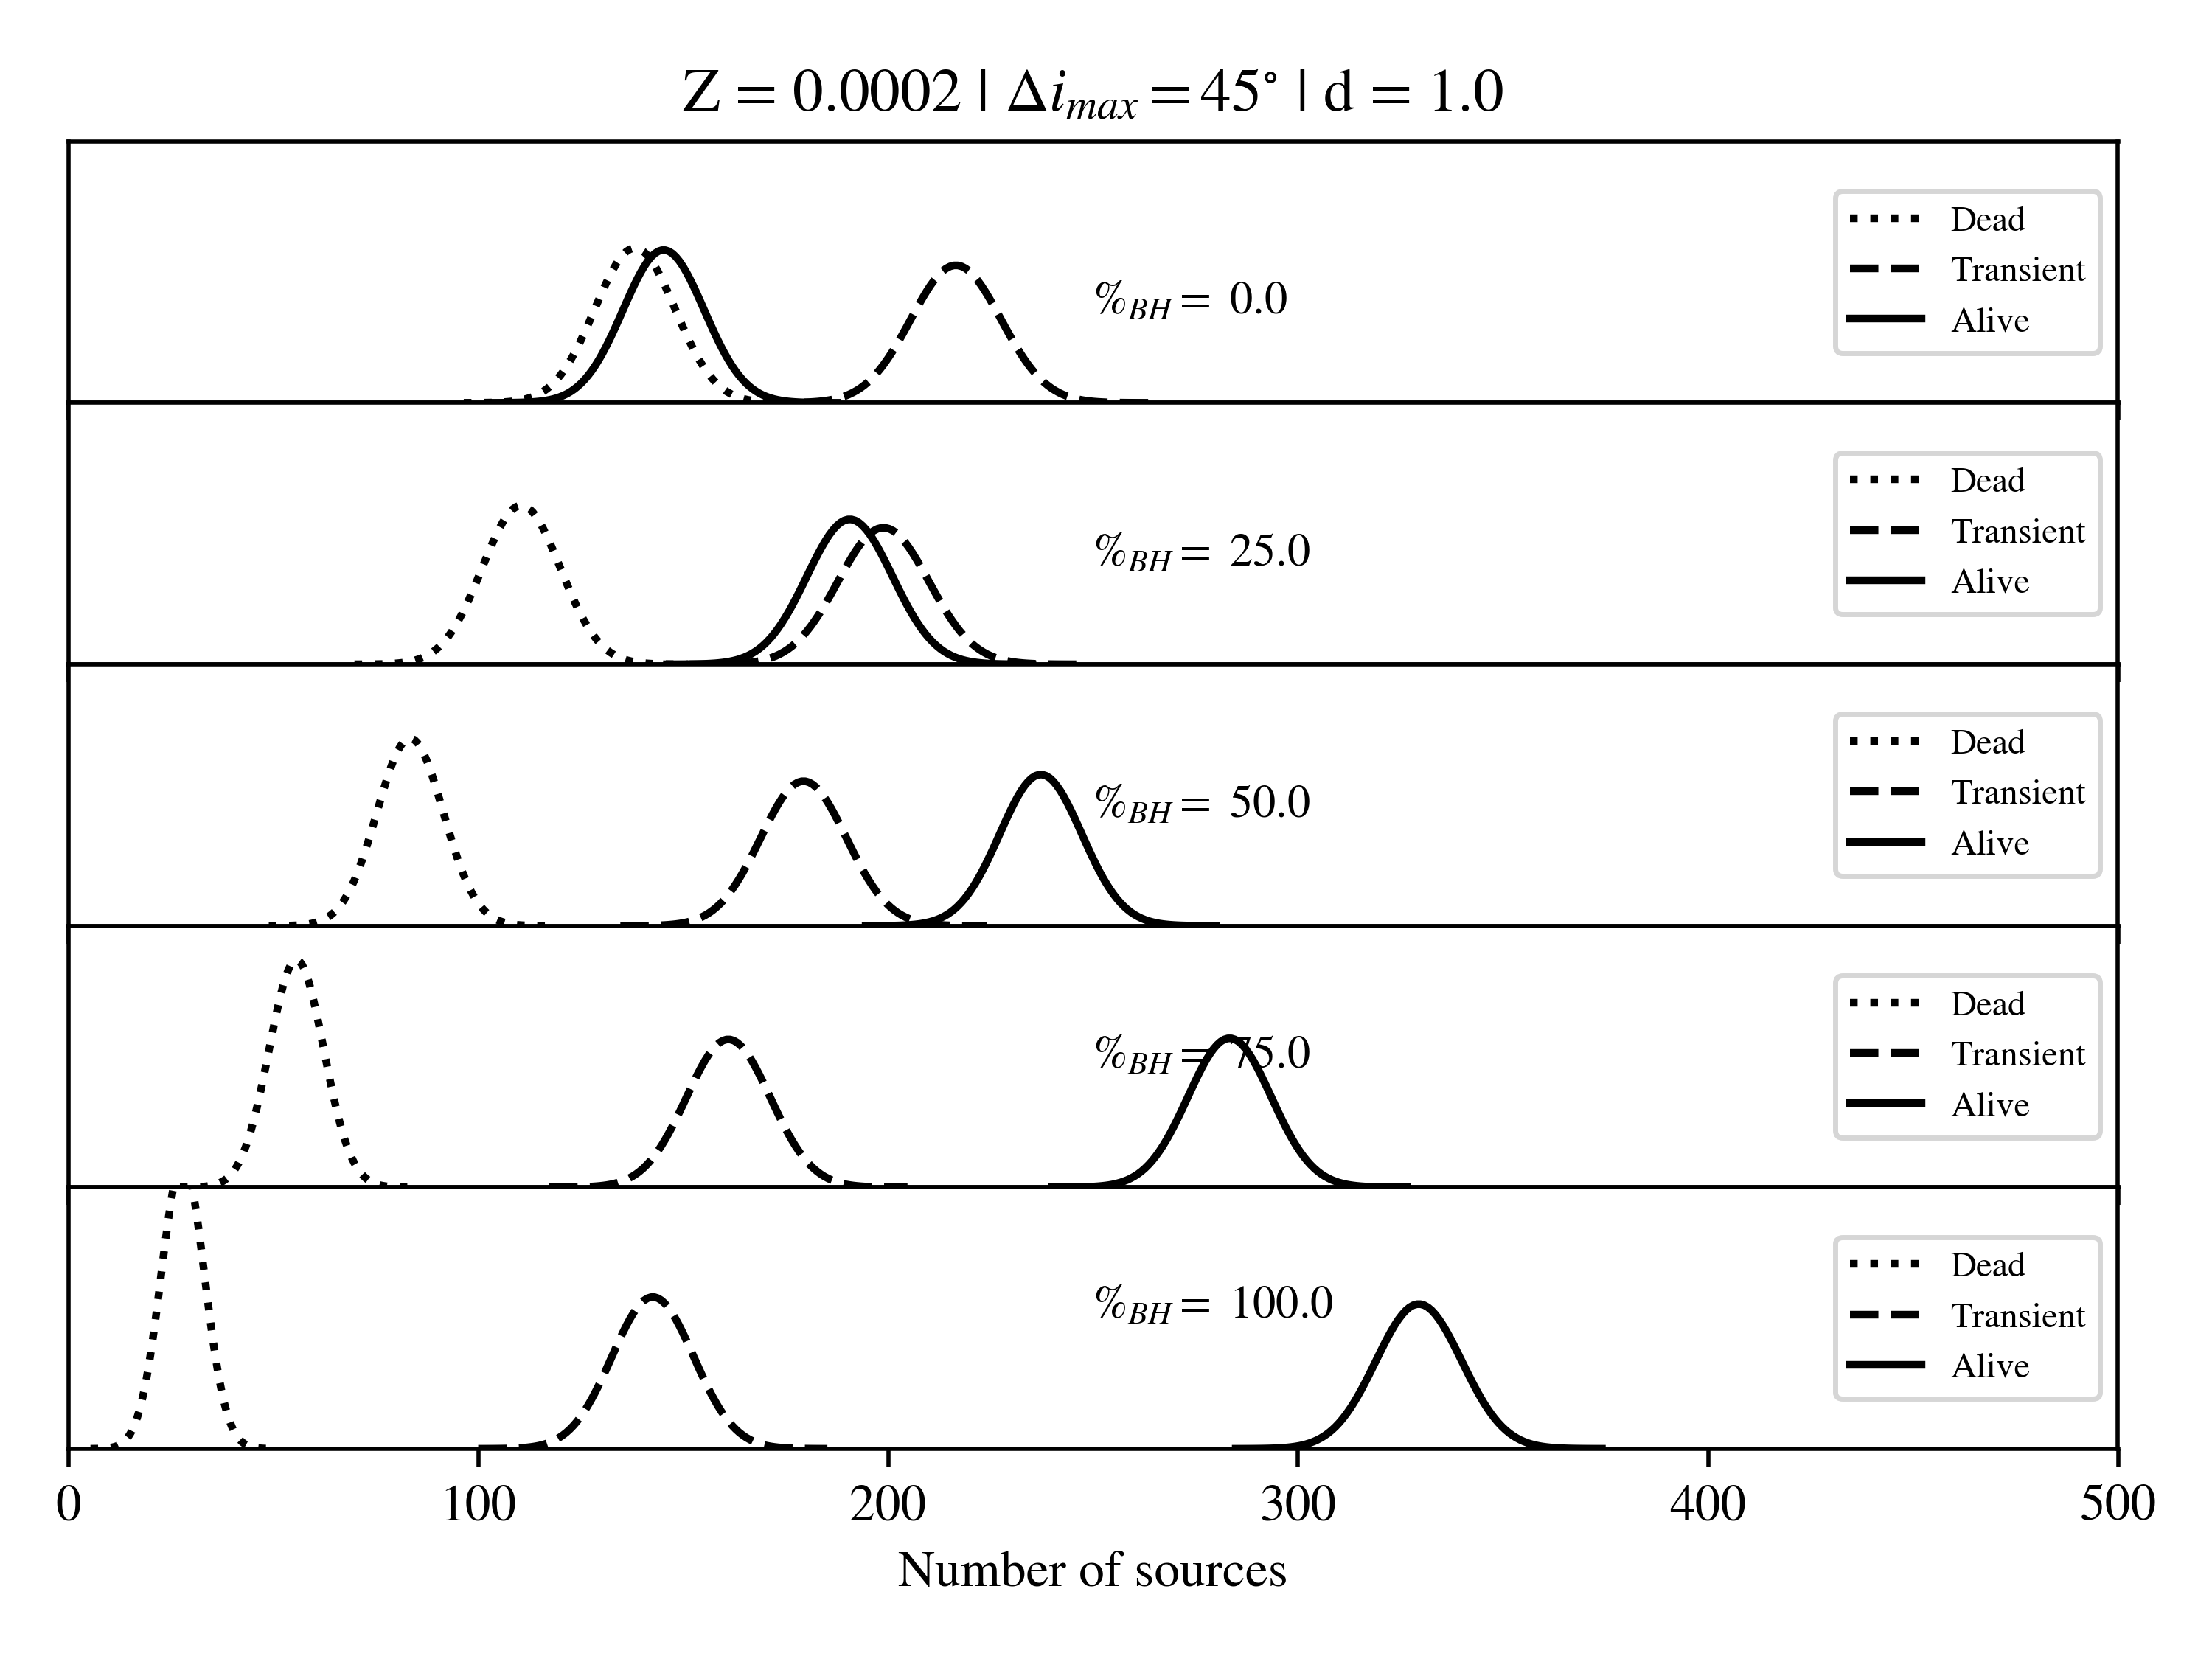 Z = 0.0002 | Δi_max = 45° | d = 1.0
%_BH = 0.0
Dead
Transient
Alive
%_BH = 25.0
Dead
Transient
Alive
%_BH = 50.0
Dead
Transient
Alive
%_BH = 75.0
Dead
Transient
Alive
%_BH = 100.0
Dead
Transient
Alive
0 100 200 300 400 500
Number of sources